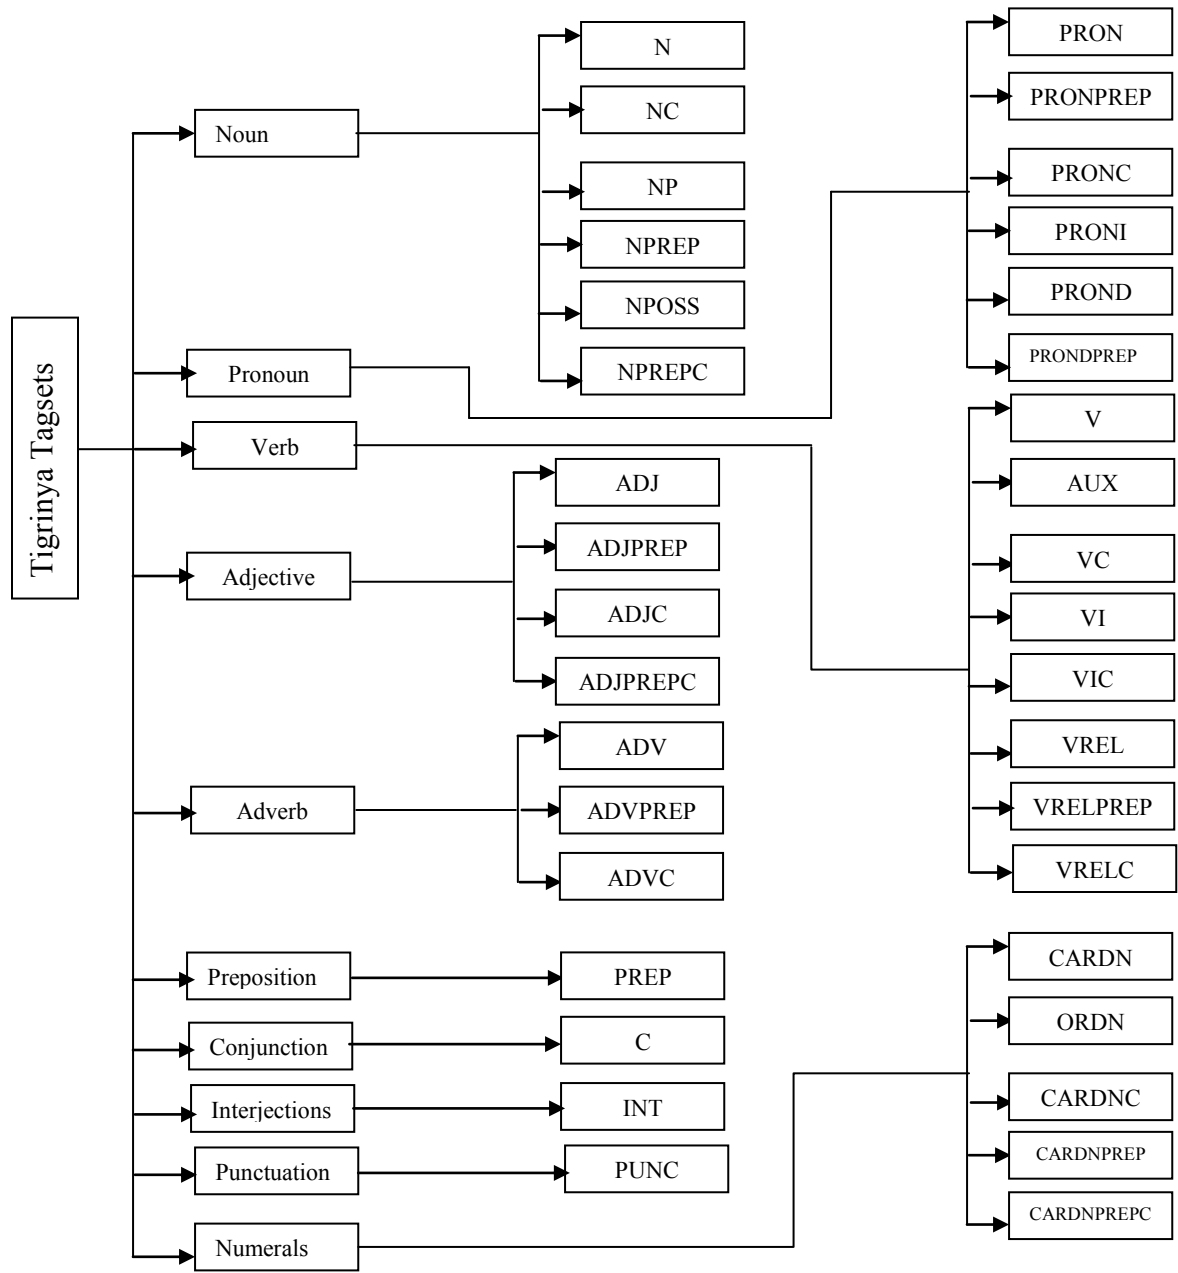 Tigrinya Tagsets
Noun
N
NC
NP
NPREP
NPOSS
NPREPC
Pronoun
PRON
PRONPREP
PRONC
PRONI
PROND
PRONDPREP
Verb
V
AUX
VC
VI
VIC
VREL
VRELPREP
VRELC
Adjective
ADJ
ADJPREP
ADJC
ADJPREPC
Adverb
ADV
ADVPREP
ADVC
Preposition
PREP
Conjunction
C
Interjections
INT
Punctuation
PUNC
Numerals
CARDN
ORDN
CARDNC
CARDNPREP
CARDNPREPC